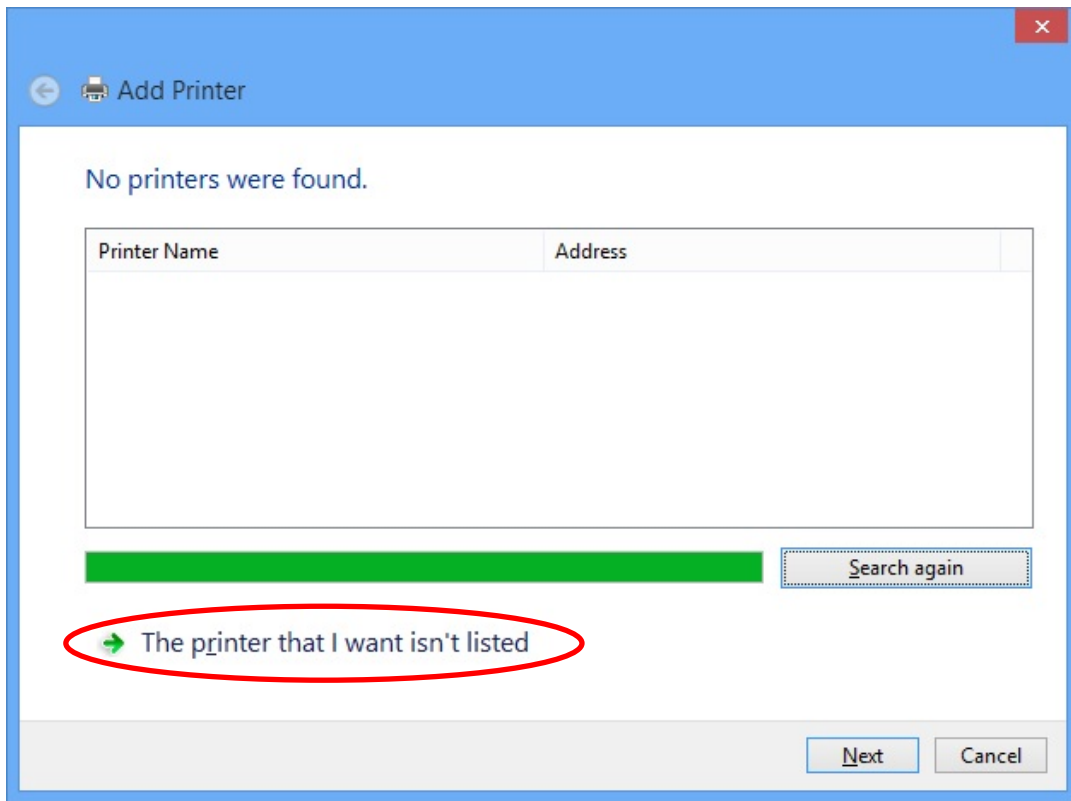 Add Printer
No printers were found.
Printer Name Address
Search again
The printer that I want isn't listed
Next Cancel